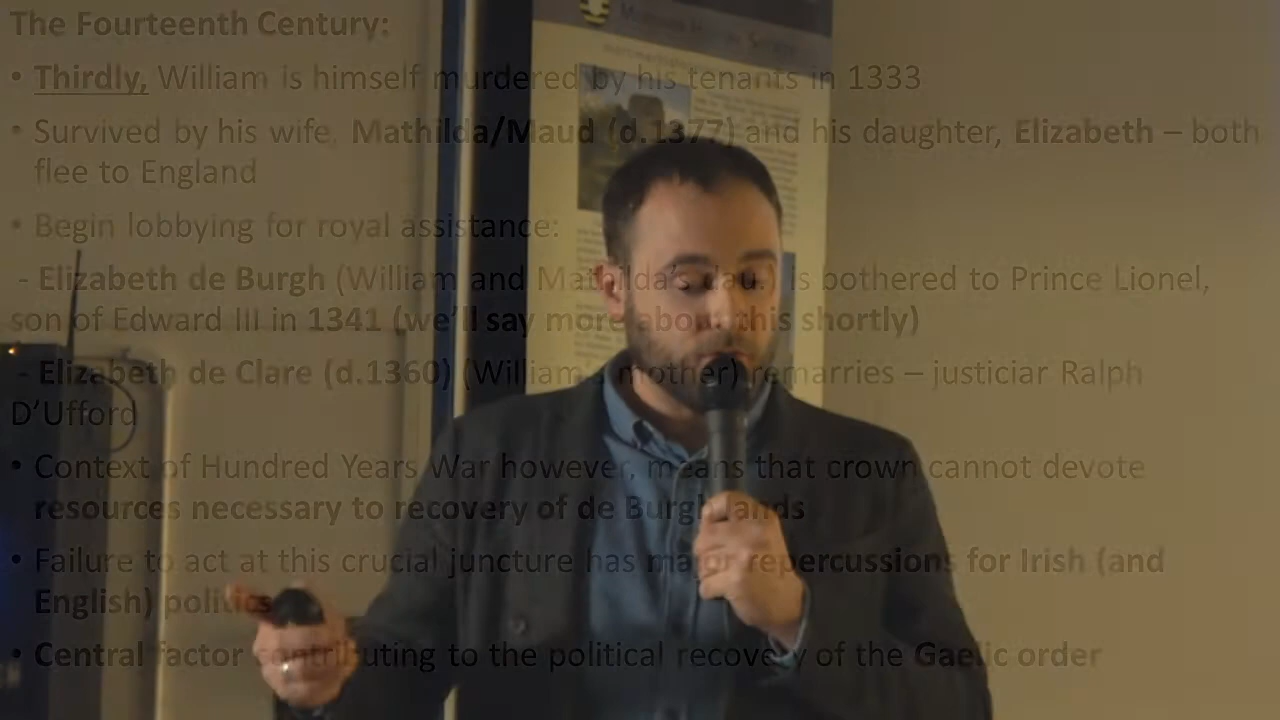 The Fourteenth Century:
• Thirdly, William is himself murdered by his tenants in 1333
• Survived by his wife, Mathilda/Maud (d.1377) and his daughter, Elizabeth – both
flee to England
• Begin lobbying for royal assistance:
- Elizabeth de Burgh (William and Mathilda's is bothered to Prince Lionel,
son of Edward III in 1341 (we'll say more about this shortly)
- Elizabeth de Clare (d.1360) (William's mother) remarries – justiciar Ralph
D'Ufford
• Context of Hundred Years War however, means that crown cannot devote
resources necessary to recovery of de Burgh lands
• Failure to act at this crucial juncture has major repercussions for Irish (and
English) politics
• Central factor contributing to the political recovery of the Gaelic order